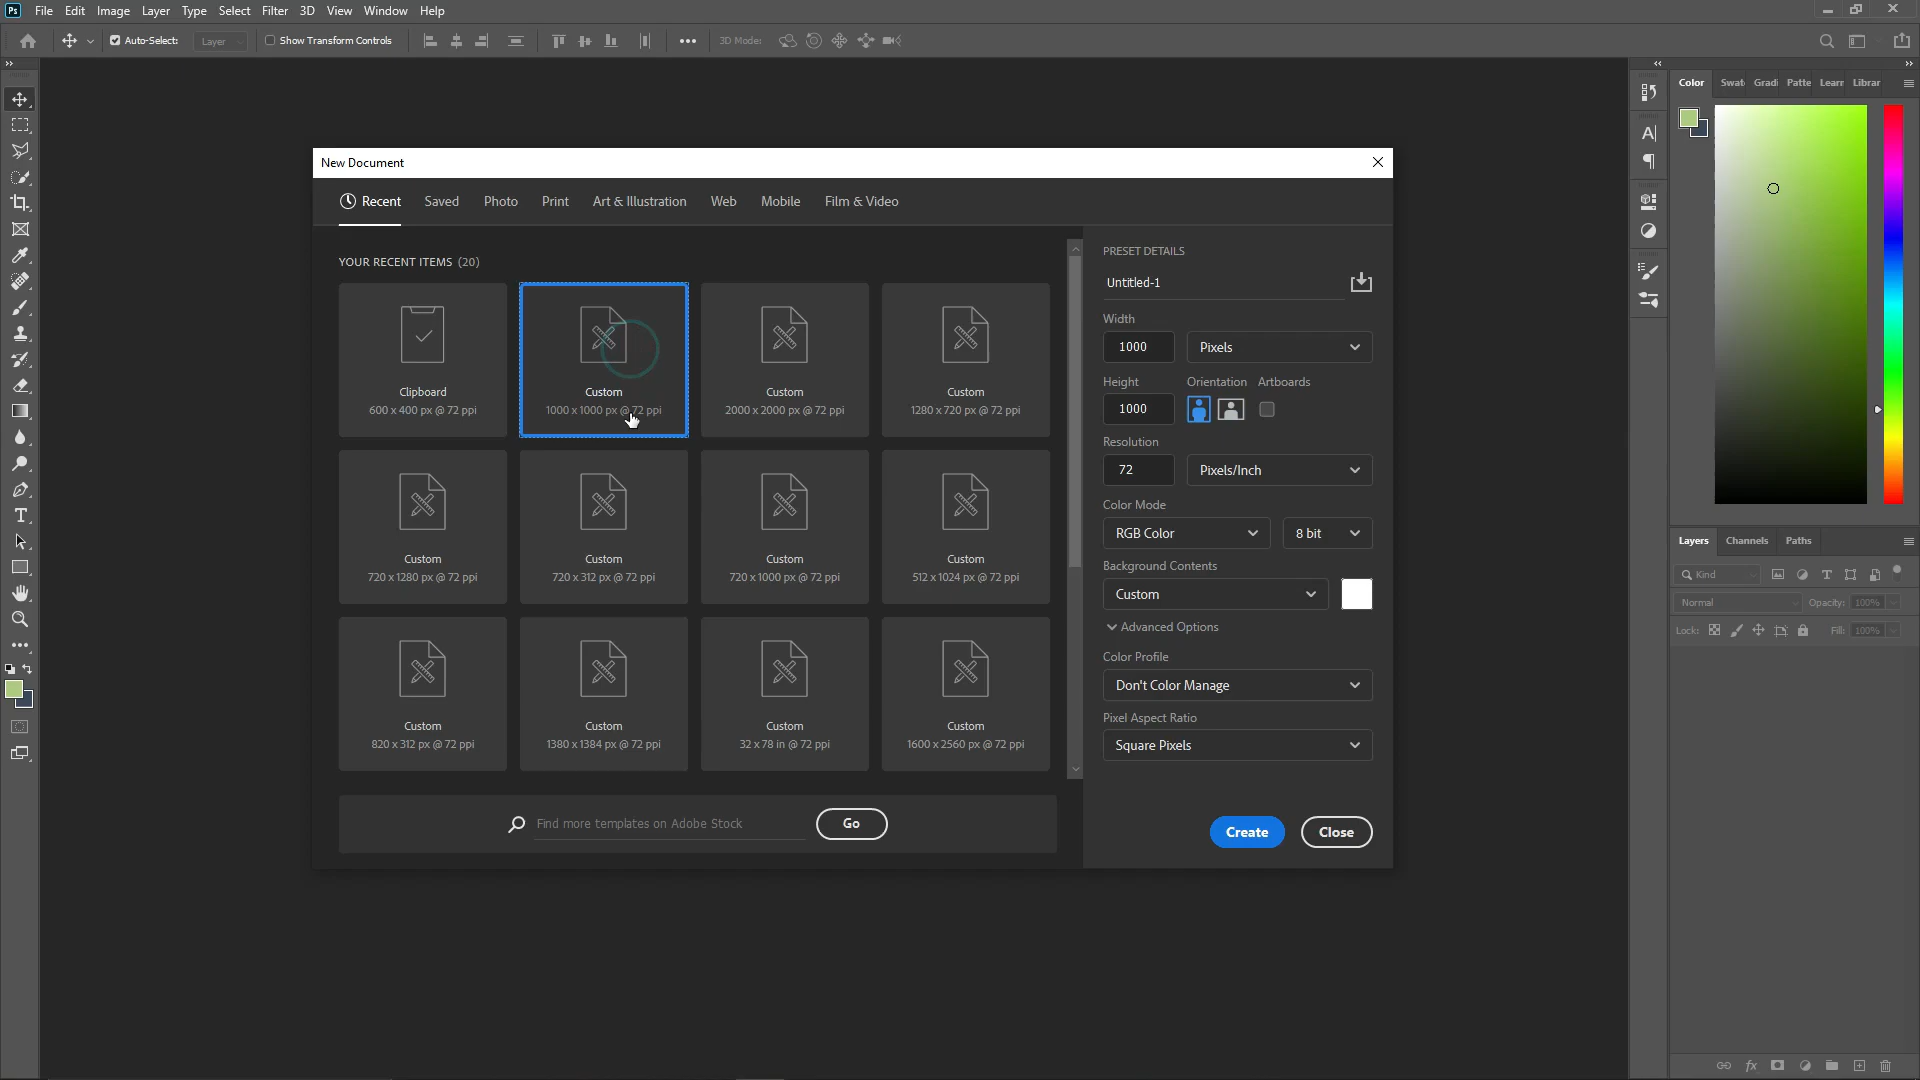 Ps File Edit Image Layer Type Select Filter 3D View Window Help
Auto-Select: Layer Show Transform Controls 3D Mode:
Color Swat Gradi Patte Learr Librar
New Document
Recent Saved Photo Print Art & Illustration Web Mobile Film & Video
YOUR RECENT ITEMS (20)
Clipboard
600 x 400 px @ 72 ppi
Custom
1000 x 1000 px @ 72 ppi
Custom
2000 x 2000 px @ 72 ppi
Custom
1280 x 720 px @ 72 ppi
Custom
720 x 1280 px @ 72 ppi
Custom
720 x 312 px @ 72 ppi
Custom
720 x 1000 px @ 72 ppi
Custom
512 x 1024 px @ 72 ppi
Custom
820 x 312 px @ 72 ppi
Custom
1380 x 1384 px @ 72 ppi
Custom
32 x 78 in @ 72 ppi
Custom
1600 x 2560 px @ 72 ppi
Find more templates on Adobe Stock Go
PRESET DETAILS
Untitled-1
Width
1000 Pixels
Height Orientation Artboards
1000
Resolution
72 Pixels/Inch
Color Mode
RGB Color 8 bit
Background Contents
Custom
Advanced Options
Color Profile
Don't Color Manage
Pixel Aspect Ratio
Square Pixels
Create Close
Layers Channels Paths
Kind
Normal Opacity: 100%
Lock: Fill: 100%
fx